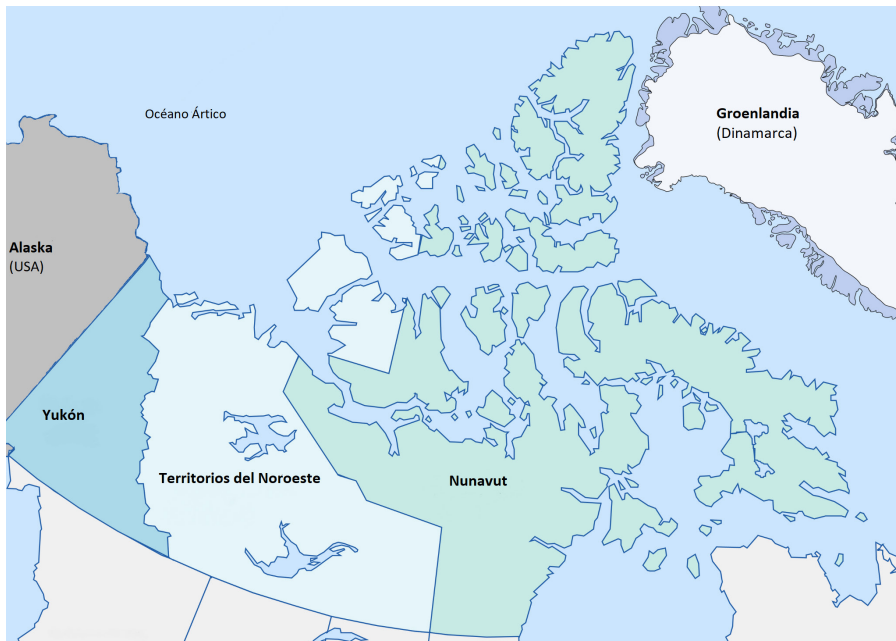 Océano Ártico
Groenlandia
(Dinamarca)
Alaska
(USA)
Yukón
Territorios del Noroeste
Nunavut